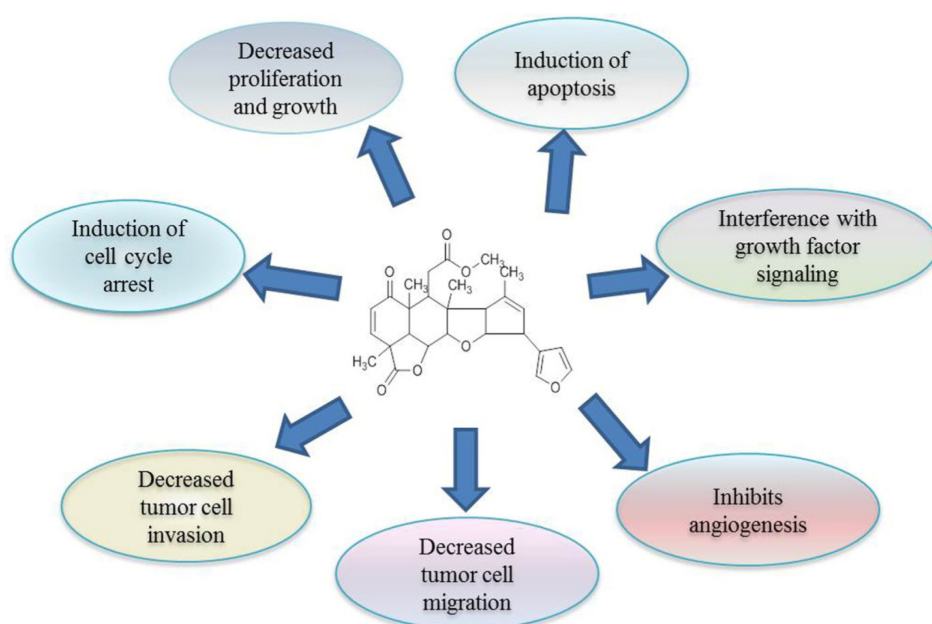 Decreased
proliferation
and growth
Induction of
apoptosis
Induction of
cell cycle
arrest
Interference with
growth factor
signaling
O
O
CH₃
O
CH₃
CH₃
CH₃
O
H₃C
O
O
O
Decreased
tumor cell
invasion
Decreased
tumor cell
migration
Inhibits
angiogenesis